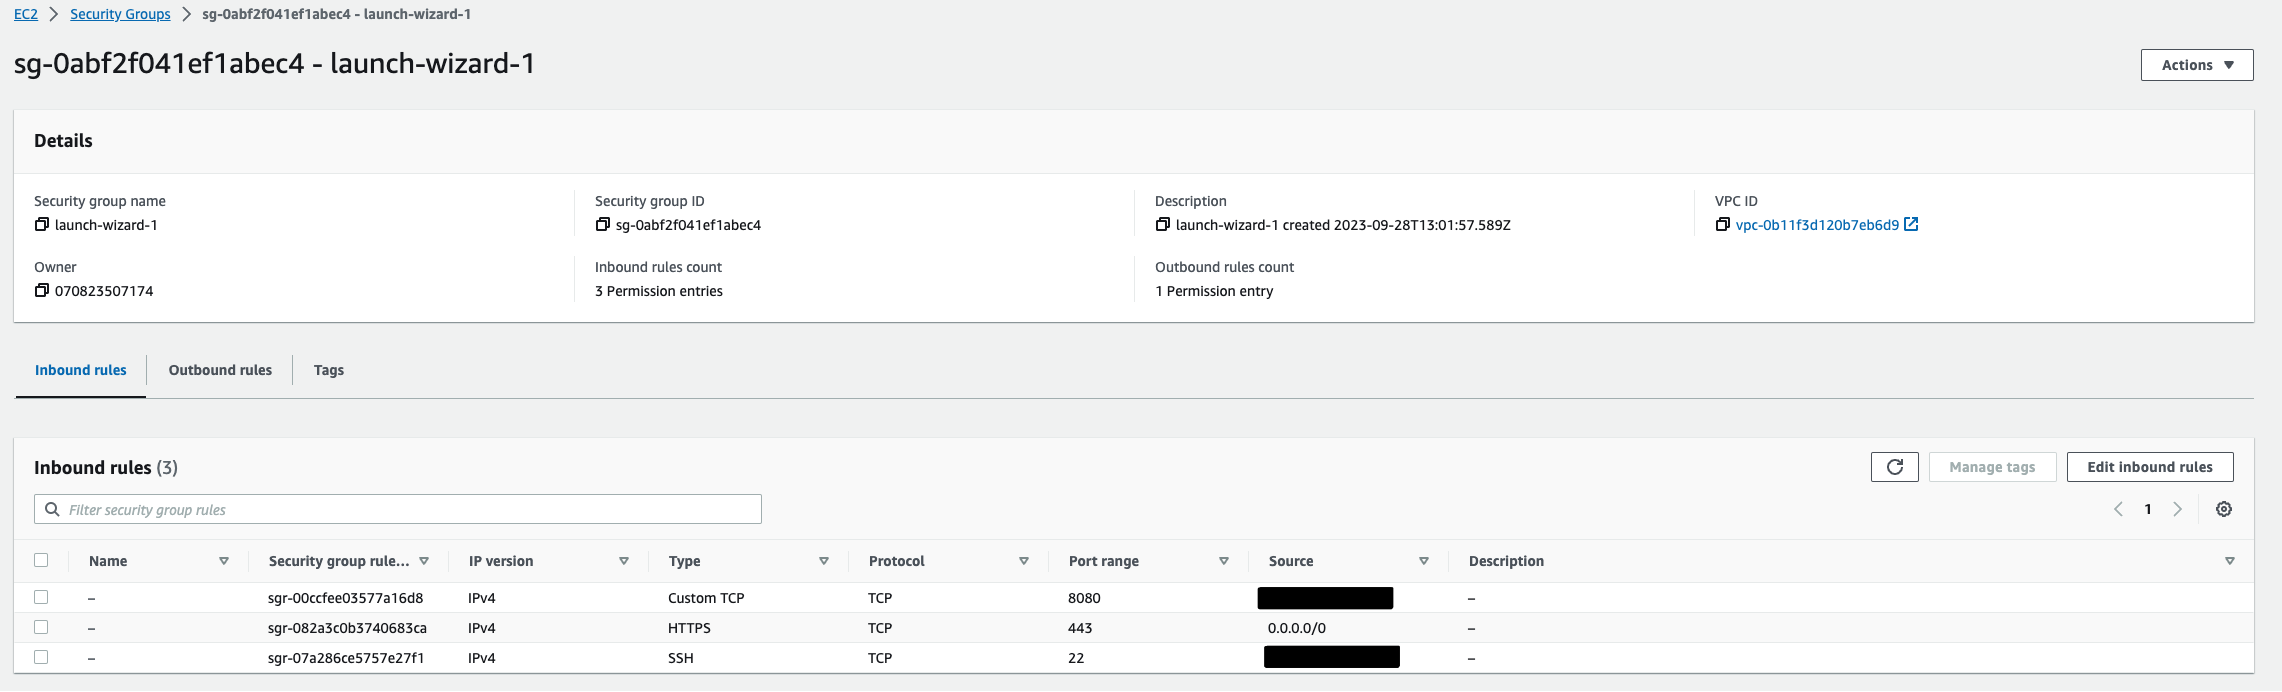 EC2 > Security Groups > sg-0abf2f041ef1abec4 - launch-wizard-1
sg-0abf2f041ef1abec4 - launch-wizard-1
Actions
Details
Security group name
launch-wizard-1
Security group ID
sg-0abf2f041ef1abec4
Description
launch-wizard-1 created 2023-09-28T13:01:57.589Z
VPC ID
vpc-0b11f3d120b7eb6d9
Owner
070823507174
Inbound rules count
3 Permission entries
Outbound rules count
1 Permission entry
Inbound rules Outbound rules Tags
Inbound rules (3)
Manage tags Edit inbound rules
Filter security group rules
1
Name Security group rule... IP version Type Protocol Port range Source Description
– sgr-00ccfee03577a16d8 IPv4 Custom TCP TCP 8080 –
– sgr-082a3c0b3740683ca IPv4 HTTPS TCP 443 0.0.0.0/0 –
– sgr-07a286ce5757e27f1 IPv4 SSH TCP 22 –